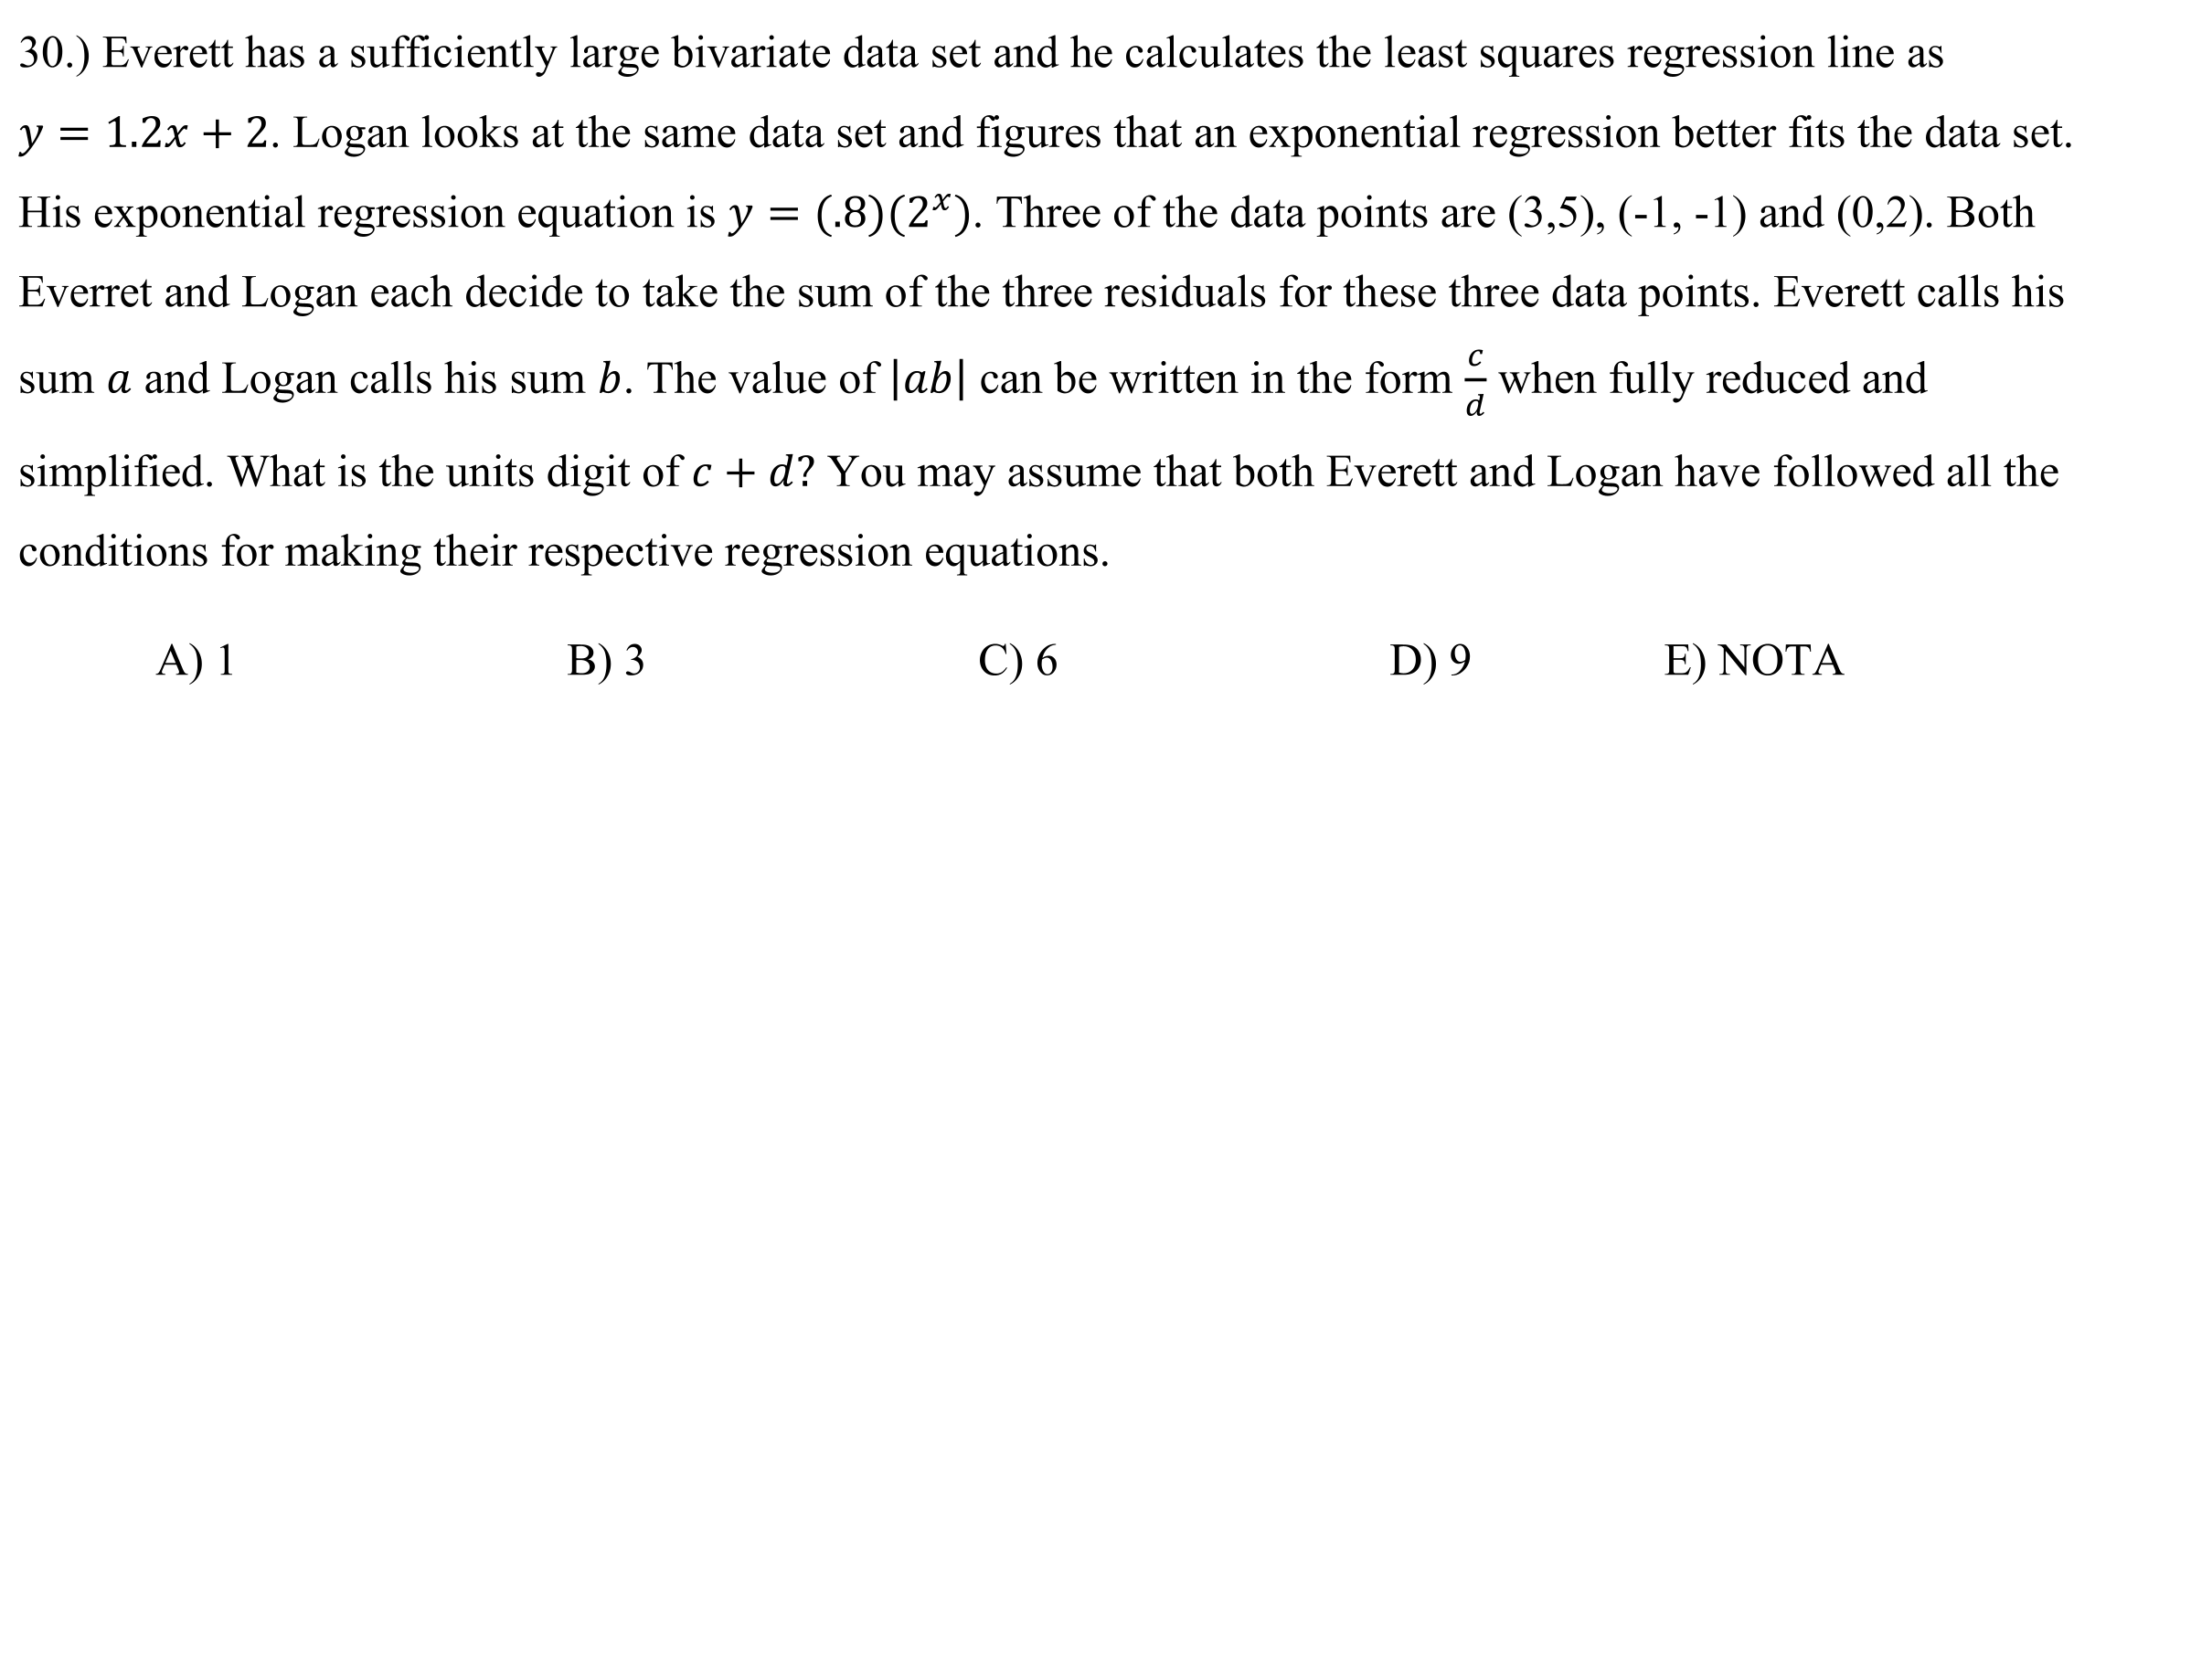 30.) Everett has a sufficiently large bivariate data set and he calculates the least squares regression line as
y = 1.2x + 2. Logan looks at the same data set and figures that an exponential regression better fits the data set.
His exponential regression equation is y = (.8)(2ˣ). Three of the data points are (3,5), (-1, -1) and (0,2). Both
Everret and Logan each decide to take the sum of the three residuals for these three data points. Everett calls his
sum a and Logan calls his sum b. The value of |ab| can be written in the form c/d when fully reduced and
simplified. What is the units digit of c + d? You may assume that both Everett and Logan have followed all the
conditions for making their respective regression equations.
A) 1 B) 3 C) 6 D) 9 E) NOTA